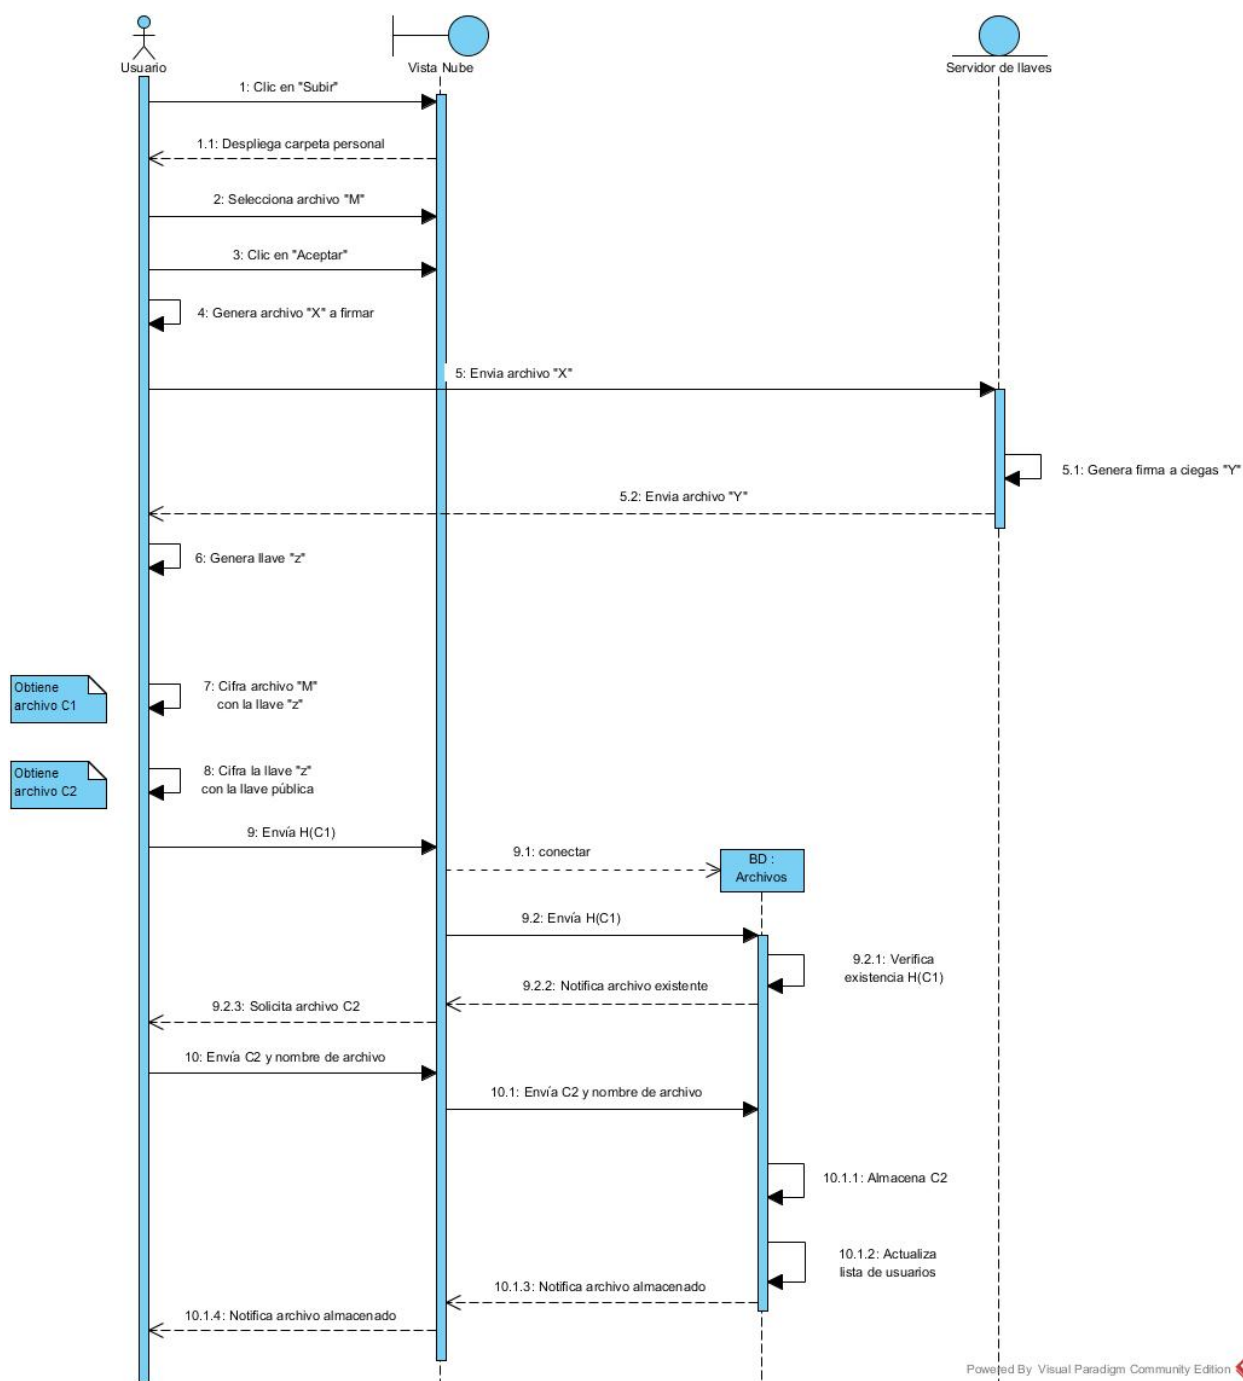 Usuario
Vista Nube
Servidor de llaves
1: Clic en "Subir"
1.1: Despliega carpeta personal
2: Selecciona archivo "M"
3: Clic en "Aceptar"
4: Genera archivo "X" a firmar
5: Envia archivo "X"
5.1: Genera firma a ciegas "Y"
5.2: Envia archivo "Y"
6: Genera llave "z"
Obtiene
archivo C1
7: Cifra archivo "M"
con la llave "z"
Obtiene
archivo C2
8: Cifra la llave "z"
con la llave pública
9: Envía H(C1)
9.1: conectar
BD :
Archivos
9.2: Envía H(C1)
9.2.1: Verifica
existencia H(C1)
9.2.2: Notifica archivo existente
9.2.3: Solicita archivo C2
10: Envía C2 y nombre de archivo
10.1: Envía C2 y nombre de archivo
10.1.1: Almacena C2
10.1.2: Actualiza
lista de usuarios
10.1.3: Notifica archivo almacenado
10.1.4: Notifica archivo almacenado
Powered By Visual Paradigm Community Edition